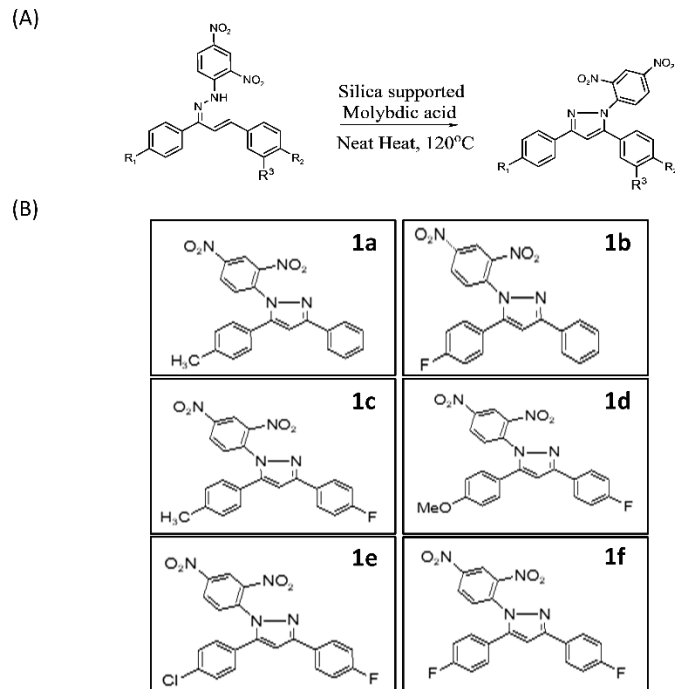 (A)
NO₂
NO₂
N
NH
R₁
R₂
R³
Silica supported
Molybdic acid
Neat Heat, 120°C
NO₂
O₂N
N
N
R₁
R₂
R³
(B)
1a
O₂N
NO₂
N
N
H₃C
1b
O₂N
NO₂
N
N
F
1c
O₂N
NO₂
N
N
H₃C
F
1d
O₂N
NO₂
N
N
MeO
F
1e
O₂N
NO₂
N
N
Cl
F
1f
O₂N
NO₂
N
N
F
F